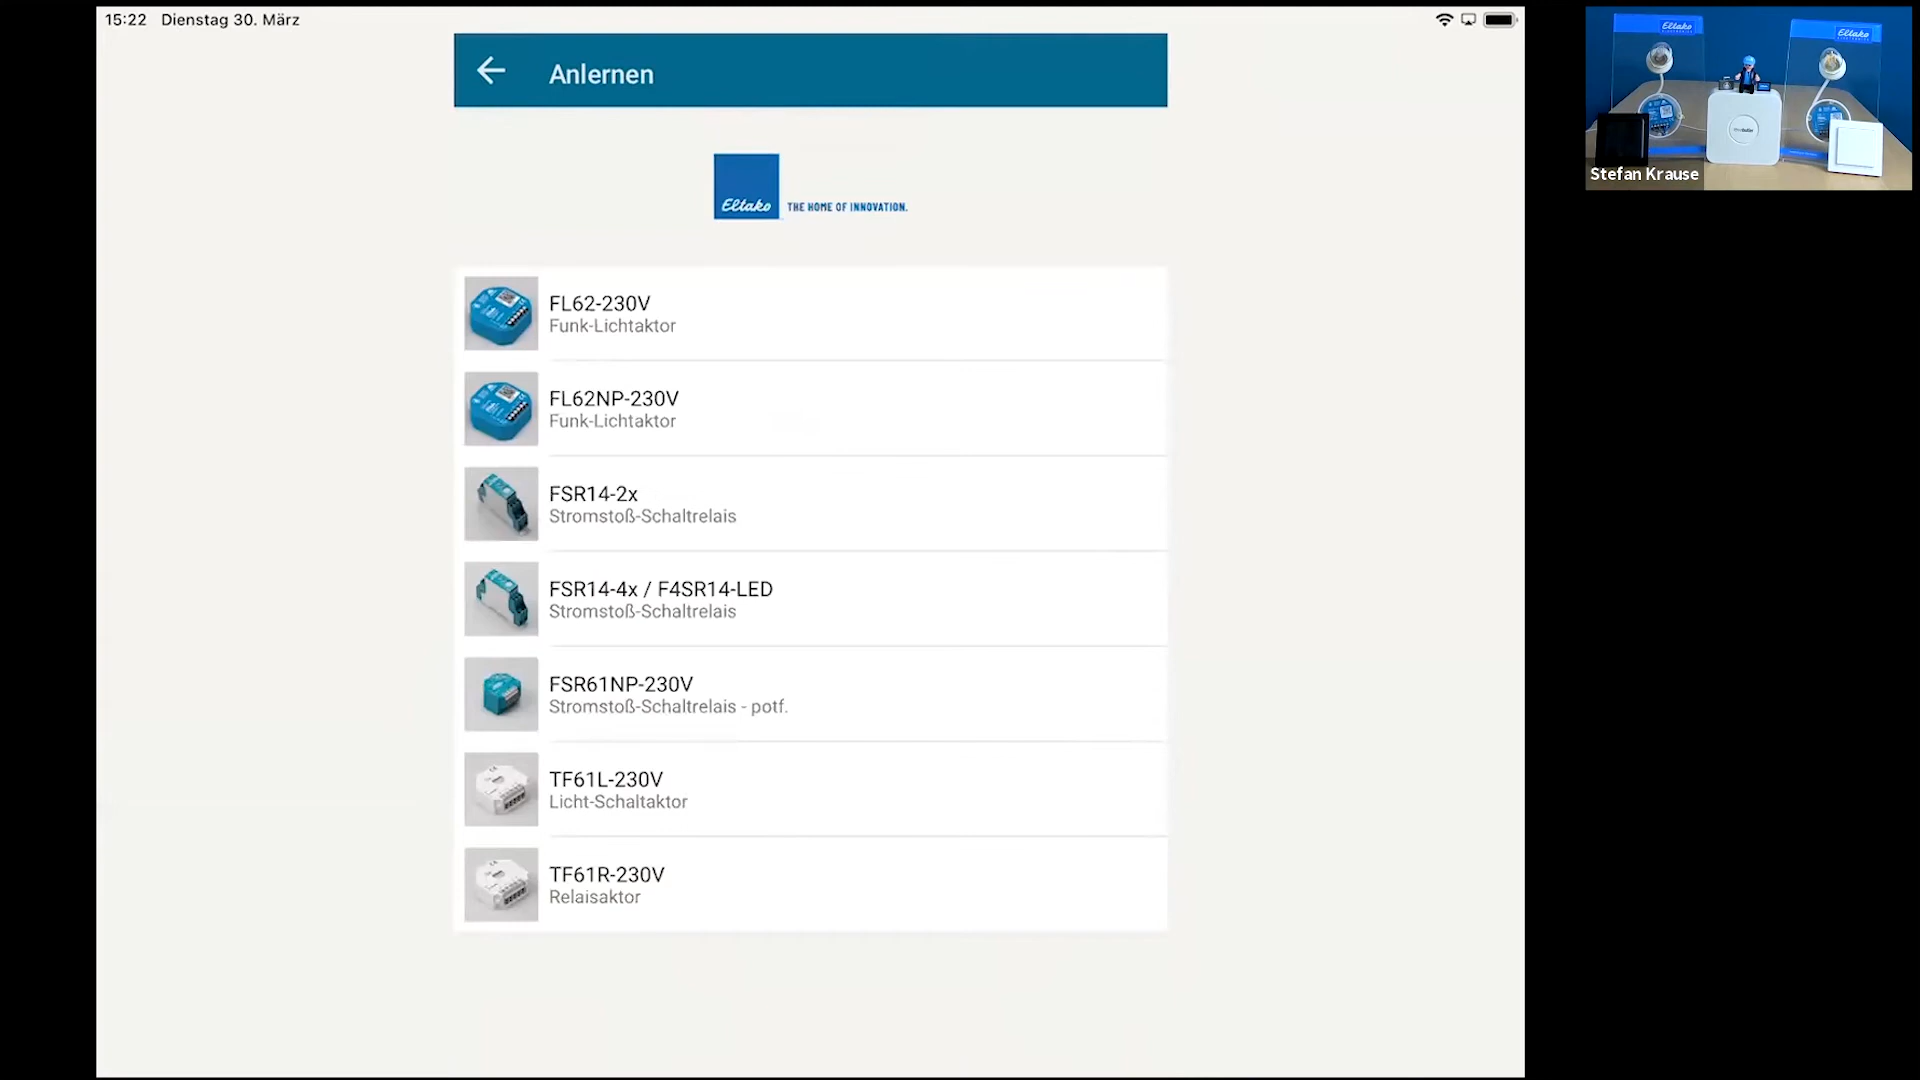 15:22 Dienstag 30. März
Anlernen
Eltako THE HOME OF INNOVATION.
FL62-230V
Funk-Lichtaktor
FL62NP-230V
Funk-Lichtaktor
FSR14-2x
Stromstoß-Schaltrelais
FSR14-4x / F4SR14-LED
Stromstoß-Schaltrelais
FSR61NP-230V
Stromstoß-Schaltrelais - potf.
TF61L-230V
Licht-Schaltaktor
TF61R-230V
Relaisaktor
Eltako
Eltako
Stefan Krause